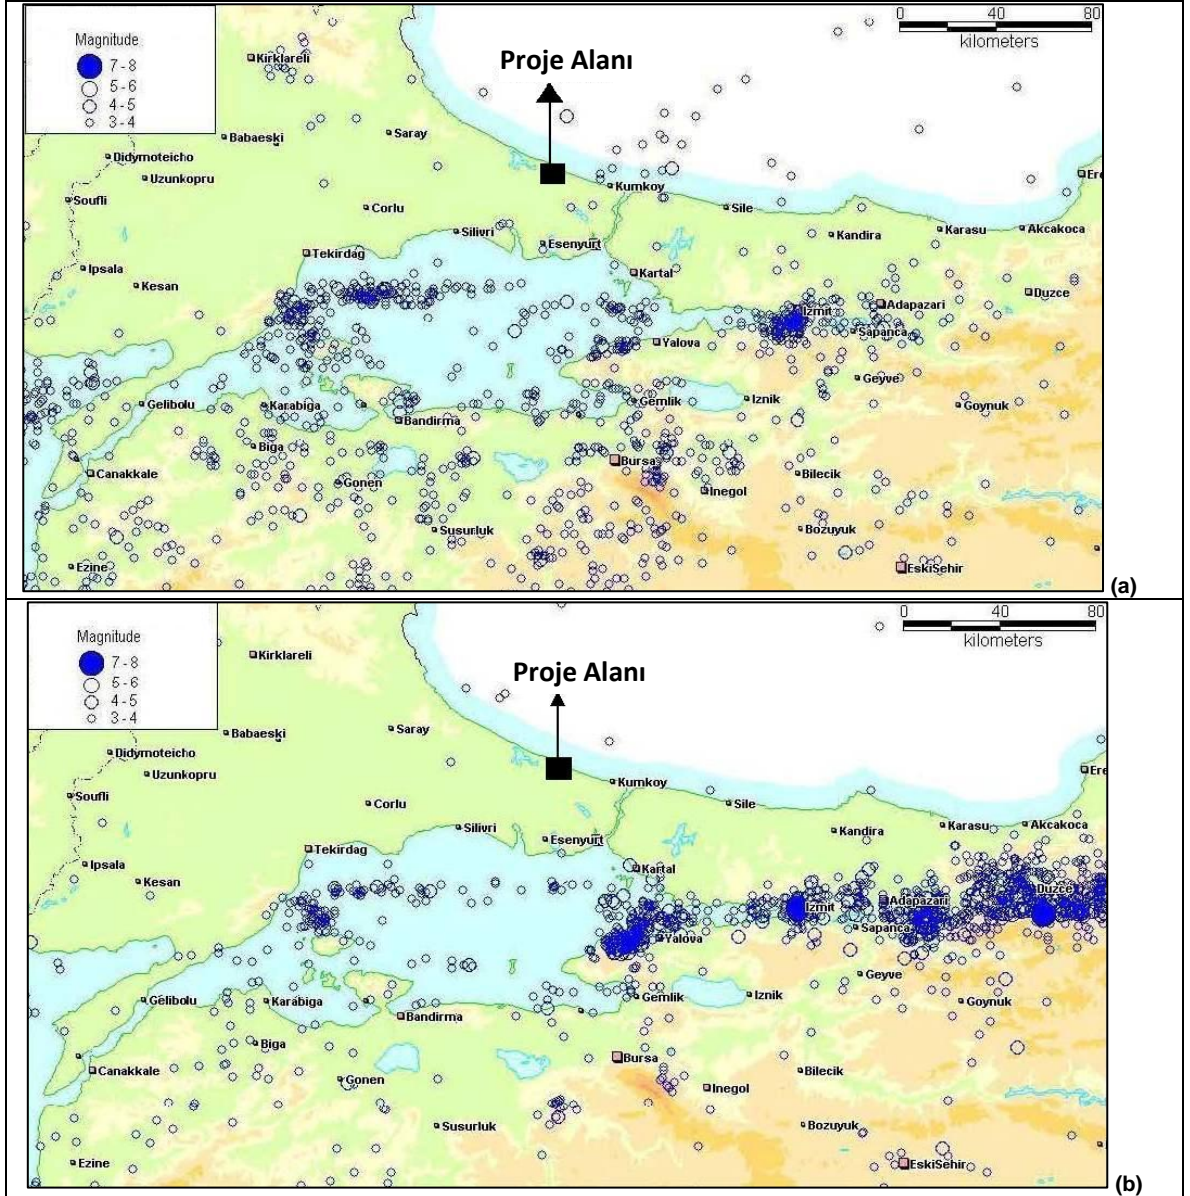 Magnitude
7 - 8
5 - 6
4 - 5
3 - 4
0 40 80
kilometers
Proje Alanı
Kirklareli
Saray
Babaeski
Didymoteicho
Uzunkopru
Kumkoy
Ere
Soufli
Corlu
Sile
Silivri
Kandira
Karasu
Akcakoca
Esenyurt
Tekirdag
Ipsala
Kartal
Kesan
Duzce
Adapazari
Izmit
Sapanca
Yalova
Geyve
Gelibolu
Karabiga
Gemlik
Iznik
Goynuk
Bandirma
Biga
Bursa
Canakkale
Bilecik
Gonen
Inegol
Susurluk
Bozuyuk
Ezine
EskiSehir
(a)
Magnitude
7 - 8
5 - 6
4 - 5
3 - 4
0 40 80
kilometers
Proje Alanı
Kirklareli
Saray
Babaeski
Didymoteicho
Uzunkopru
Ere
Kumkoy
Soufli
Corlu
Sile
Silivri
Kandira
Karasu
Akcakoca
Esenyurt
Tekirdag
Ipsala
Kartal
Kesan
Duzce
Adapazari
Izmit
Sapanca
Yalova
Geyve
Gelibolu
Karabiga
Gemlik
Iznik
Goynuk
Bandirma
Biga
Bursa
Canakkale
Bilecik
Gonen
Inegol
Susurluk
Bozuyuk
Ezine
EskiSehir
(b)